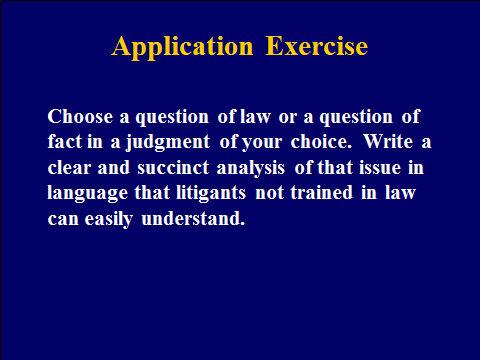 Application Exercise
Choose a question of law or a question of
fact in a judgment of your choice. Write a
clear and succinct analysis of that issue in
language that litigants not trained in law
can easily understand.